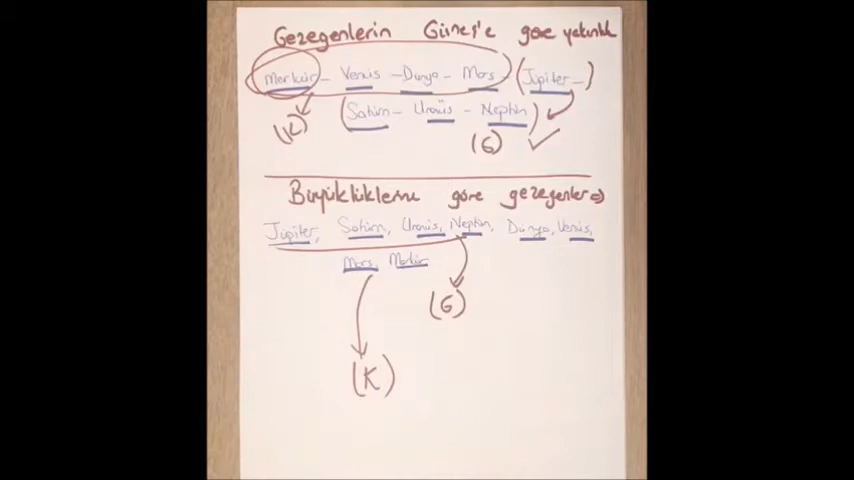 Gezegenlerin Güneş'e göre yakınlık
Merkür - Venüs - Dünya - Mars - (Jüpiter -)
(K) (Satürn - Uranüs - Neptün)
(G) ✓
Büyüklüklerine göre gezegenler ⇒
Jüpiter, Satürn, Uranüs, Neptün, Dünya, Venüs,
Mars, Merkür
(G)
(K)